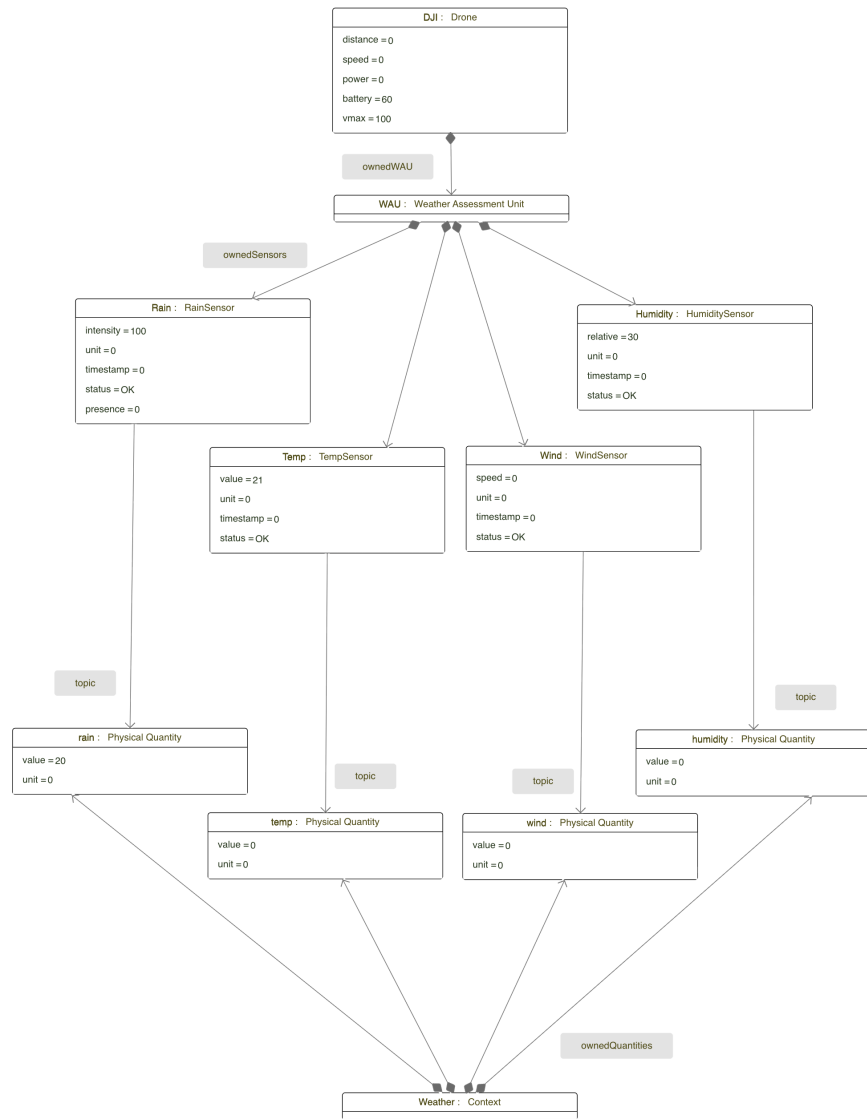 DJI : Drone
distance =0
speed =0
power =0
battery =60
vmax =100
ownedWAU
WAU : Weather Assessment Unit
ownedSensors
Rain : RainSensor
intensity =100
unit =0
timestamp =0
status =OK
presence =0
Humidity : HumiditySensor
relative =30
unit =0
timestamp =0
status =OK
Temp : TempSensor
value =21
unit =0
timestamp =0
status =OK
Wind : WindSensor
speed =0
unit =0
timestamp =0
status =OK
topic
topic
rain : Physical Quantity
value =20
unit =0
humidity : Physical Quantity
value =0
unit =0
topic
topic
temp : Physical Quantity
value =0
unit =0
wind : Physical Quantity
value =0
unit =0
ownedQuantities
Weather : Context